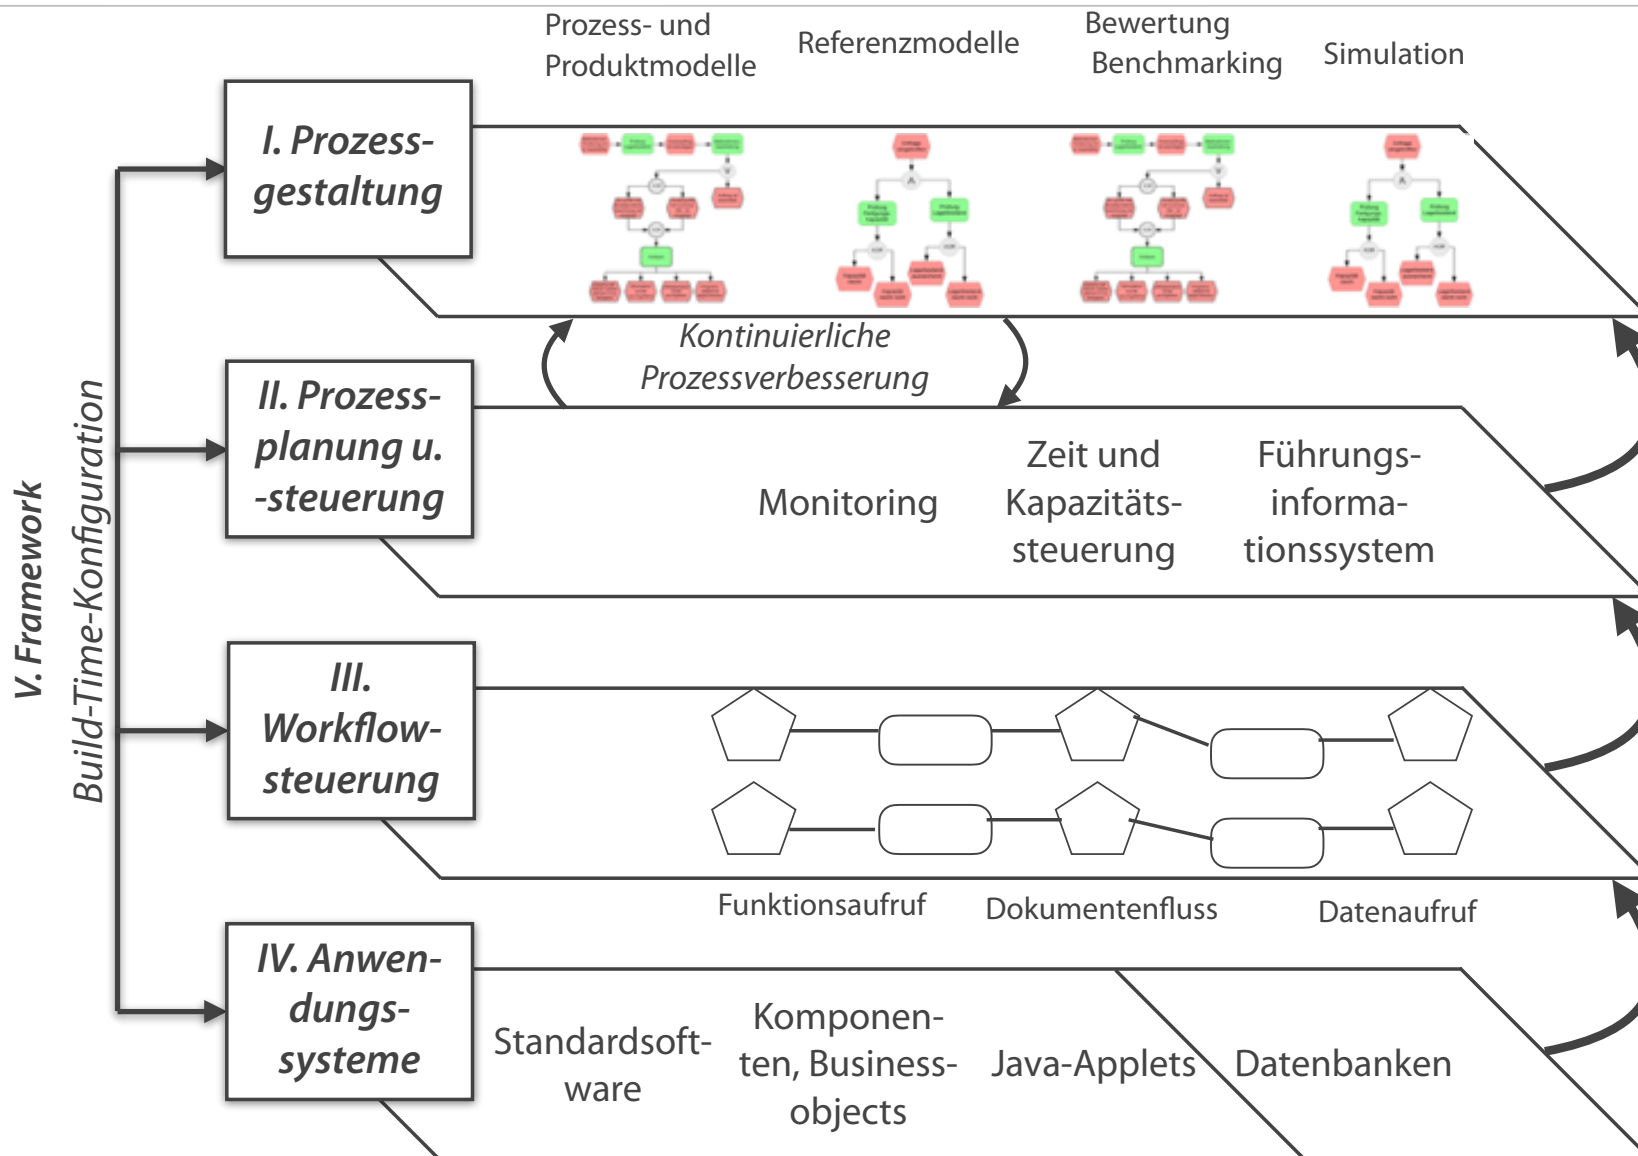 Prozess- und
Produktmodelle
Referenzmodelle
Bewertung
Benchmarking
Simulation
I. Prozess-
gestaltung
Kontinuierliche
Prozessverbesserung
II. Prozess-
planung u.
-steuerung
Monitoring
Zeit und
Kapazitäts-
steuerung
Führungs-
informa-
tionssystem
V. Framework
Build-Time-Konfiguration
III.
Workflow-
steuerung
Funktionsaufruf
Dokumentenfluss
Datenaufruf
IV. Anwen-
dungs-
systeme
Standardsoft-
ware
Komponen-
ten, Business-
objects
Java-Applets
Datenbanken